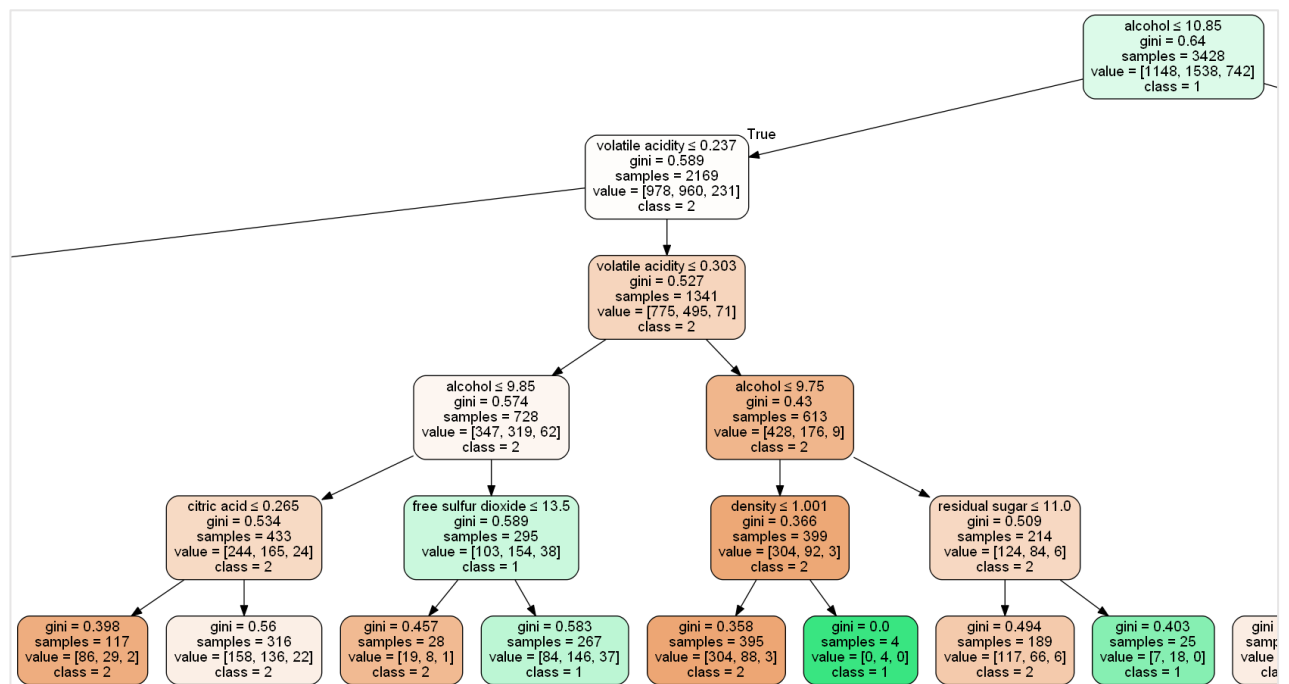 alcohol ≤ 10.85
gini = 0.64
samples = 3428
value = [1148, 1538, 742]
class = 1
True
volatile acidity ≤ 0.237
gini = 0.589
samples = 2169
value = [978, 960, 231]
class = 2
volatile acidity ≤ 0.303
gini = 0.527
samples = 1341
value = [775, 495, 71]
class = 2
alcohol ≤ 9.85
gini = 0.574
samples = 728
value = [347, 319, 62]
class = 2
alcohol ≤ 9.75
gini = 0.43
samples = 613
value = [428, 176, 9]
class = 2
citric acid ≤ 0.265
gini = 0.534
samples = 433
value = [244, 165, 24]
class = 2
free sulfur dioxide ≤ 13.5
gini = 0.589
samples = 295
value = [103, 154, 38]
class = 1
density ≤ 1.001
gini = 0.366
samples = 399
value = [304, 92, 3]
class = 2
residual sugar ≤ 11.0
gini = 0.509
samples = 214
value = [124, 84, 6]
class = 2
gini = 0.398
samples = 117
value = [86, 29, 2]
class = 2
gini = 0.56
samples = 316
value = [158, 136, 22]
class = 2
gini = 0.457
samples = 28
value = [19, 8, 1]
class = 2
gini = 0.583
samples = 267
value = [84, 146, 37]
class = 1
gini = 0.358
samples = 395
value = [304, 88, 3]
class = 2
gini = 0.0
samples = 4
value = [0, 4, 0]
class = 1
gini = 0.494
samples = 189
value = [117, 66, 6]
class = 2
gini = 0.403
samples = 25
value = [7, 18, 0]
class = 1
gini
value